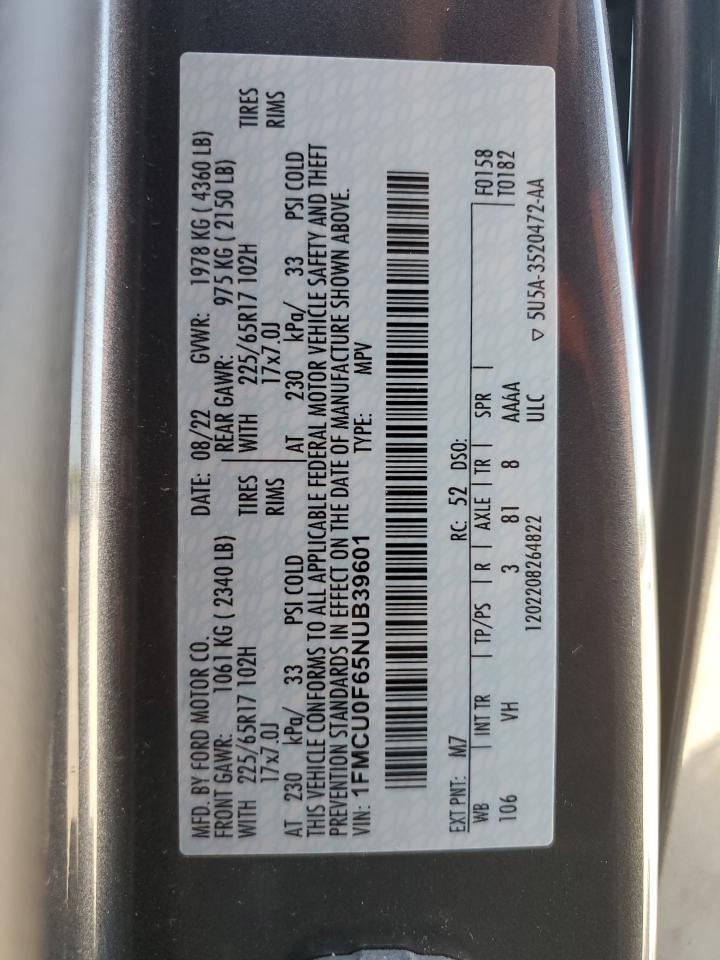 MFD. BY FORD MOTOR CO. DATE: 08/22 GVWR: 1978 KG ( 4360 LB)
FRONT GAWR: 1061 KG ( 2340 LB) REAR GAWR: 975 KG ( 2150 LB)
WITH 225/65R17 102H TIRES WITH 225/65R17 102H TIRES
17x7.0J RIMS 17x7.0J RIMS
AT 230 kPa/ 33 PSI COLD AT 230 kPa/ 33 PSI COLD
THIS VEHICLE CONFORMS TO ALL APPLICABLE FEDERAL MOTOR VEHICLE SAFETY AND THEFT
PREVENTION STANDARDS IN EFFECT ON THE DATE OF MANUFACTURE SHOWN ABOVE.
VIN: 1FMCU0F65NUB39601 TYPE: MPV
EXT PNT: M7 RC: 52 DSO:
WB INT TR TP/PS R AXLE TR SPR F0158
106 VH 3 81 8 AAAA T0182
1202208264822 ULC
▽ 5U5A-3520472-AA